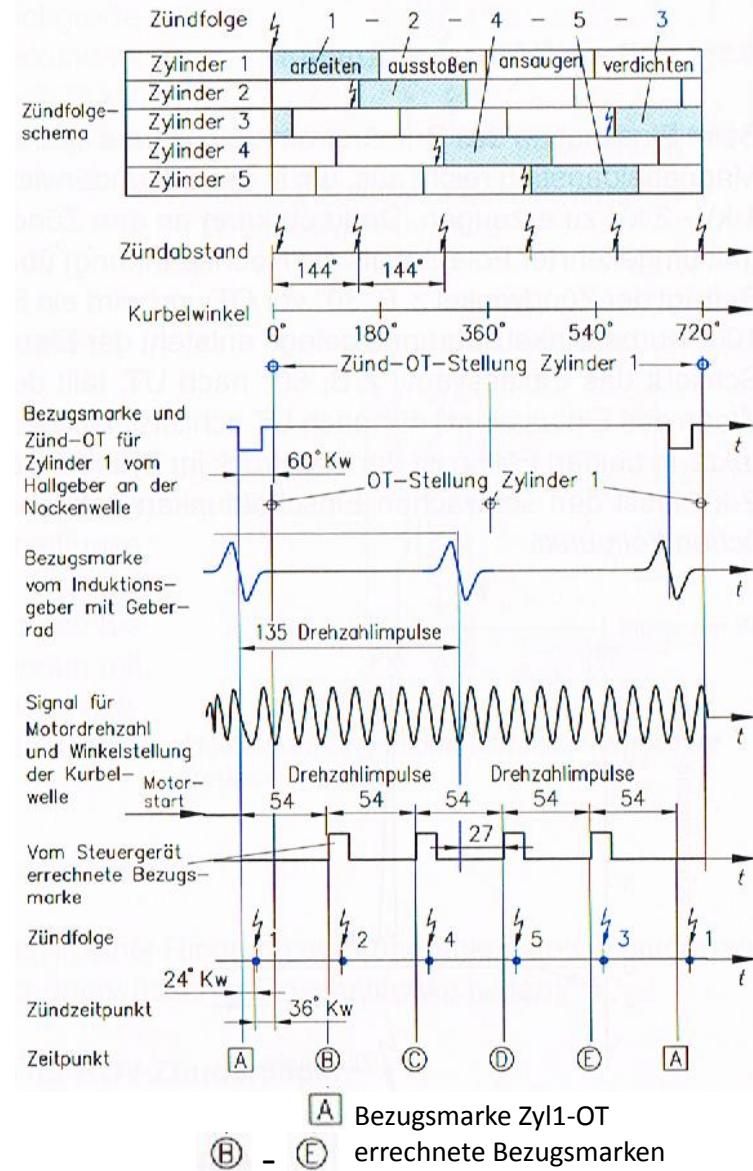 Zündfolge 1 – 2 – 4 – 5 – 3
Zündfolge-
schema
Zylinder 1 arbeiten ausstoßen ansaugen verdichten
Zylinder 2
Zylinder 3
Zylinder 4
Zylinder 5
Zündabstand
144° 144°
Kurbelwinkel
0° 180° 360° 540° 720°
Zünd-OT-Stellung Zylinder 1
Bezugsmarke und
Zünd-OT für
Zylinder 1 vom
Hallgeber an der
Nockenwelle
t
60° Kw
OT-Stellung Zylinder 1
Bezugsmarke
vom Induktions-
geber mit Geber-
rad
t
135 Drehzahlimpulse
Signal für
Motordrehzahl
und Winkelstellung
der Kurbel-
welle
t
Motor-
start
Drehzahlimpulse Drehzahlimpulse
54 54 54 54 54
27
Vom Steuergerät
errechnete Bezugs-
marke
t
Zündfolge
1 2 4 5 3 1
t
24° Kw
Zündzeitpunkt
36° Kw
Zeitpunkt A B C D E A
A Bezugsmarke Zyl1-OT
B - E errechnete Bezugsmarken